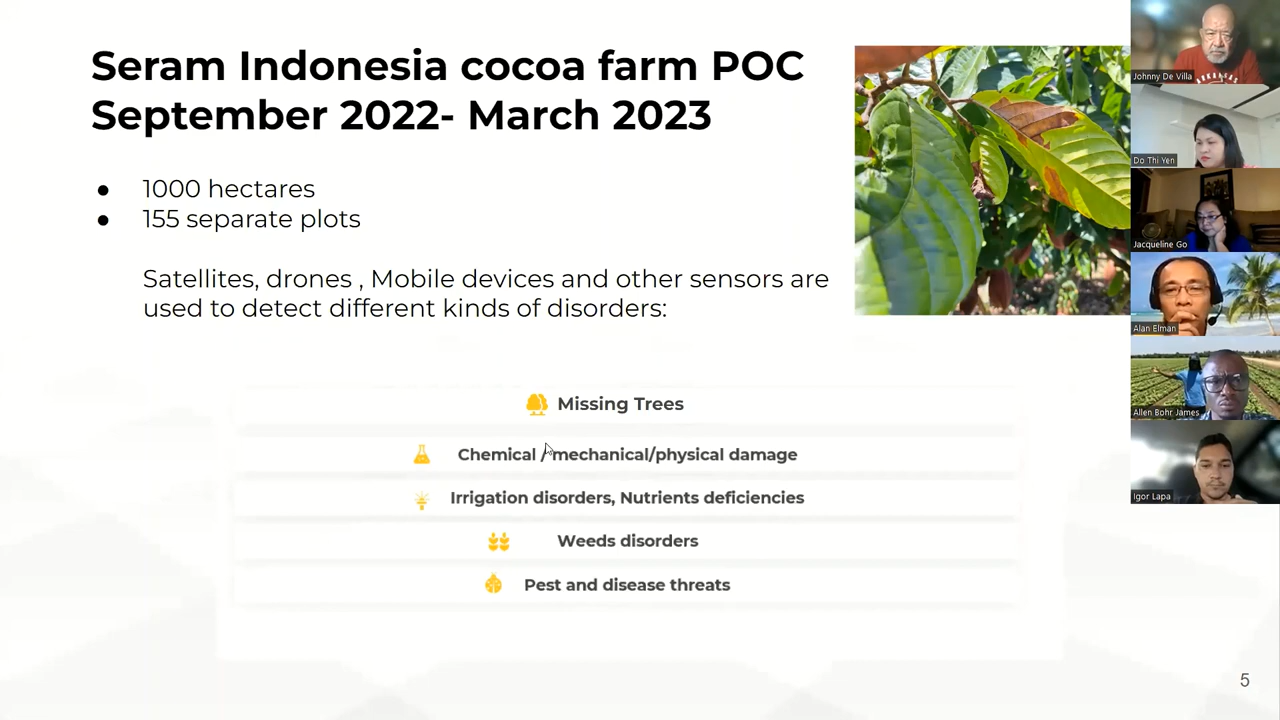 Seram Indonesia cocoa farm POC
September 2022- March 2023
● 1000 hectares
● 155 separate plots
Satellites, drones , Mobile devices and other sensors are
used to detect different kinds of disorders:
Missing Trees
Chemical /mechanical/physical damage
Irrigation disorders, Nutrients deficiencies
Weeds disorders
Pest and disease threats
5
Johnny De Villa
ARKANSAS
Do Thi Yen
Jacqueline Go
Alan Elman
Allen Bohr James
Igor Lapa